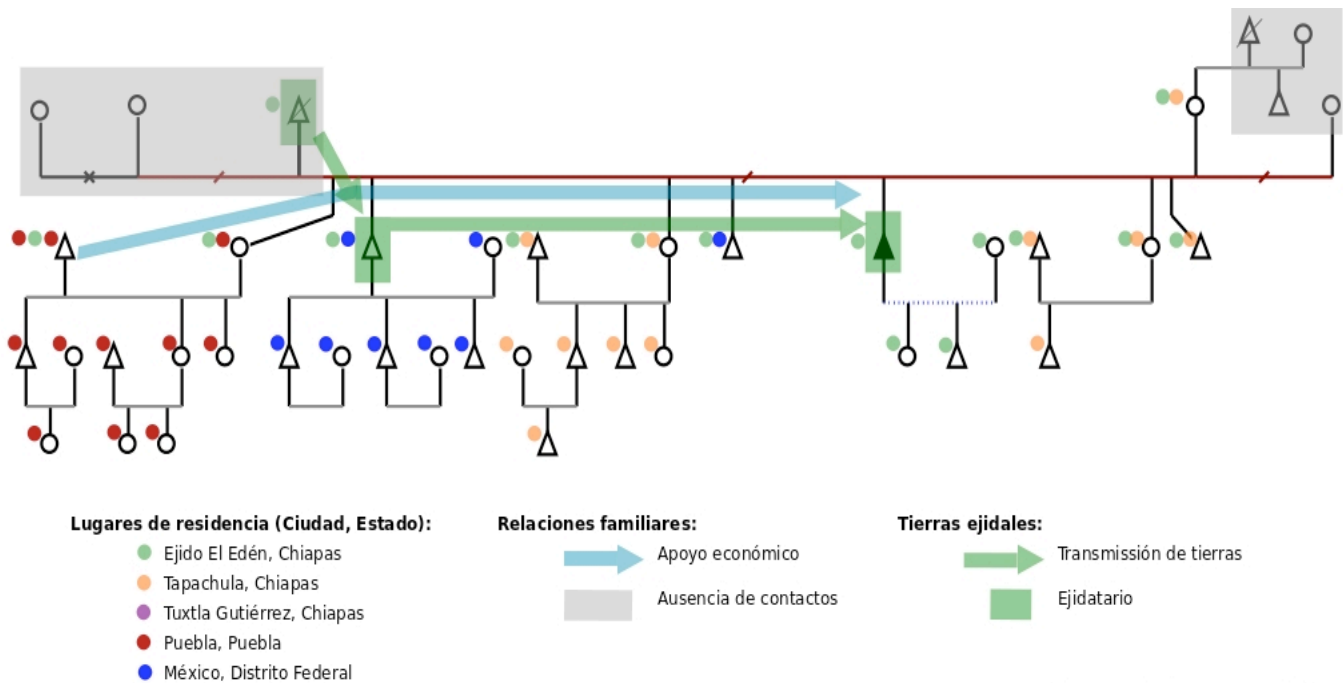 Lugares de residencia (Ciudad, Estado):
Ejido El Edén, Chiapas
Tapachula, Chiapas
Tuxtla Gutiérrez, Chiapas
Puebla, Puebla
México, Distrito Federal
Relaciones familiares:
Apoyo económico
Ausencia de contactos
Tierras ejidales:
Transmissión de tierras
Ejidatario